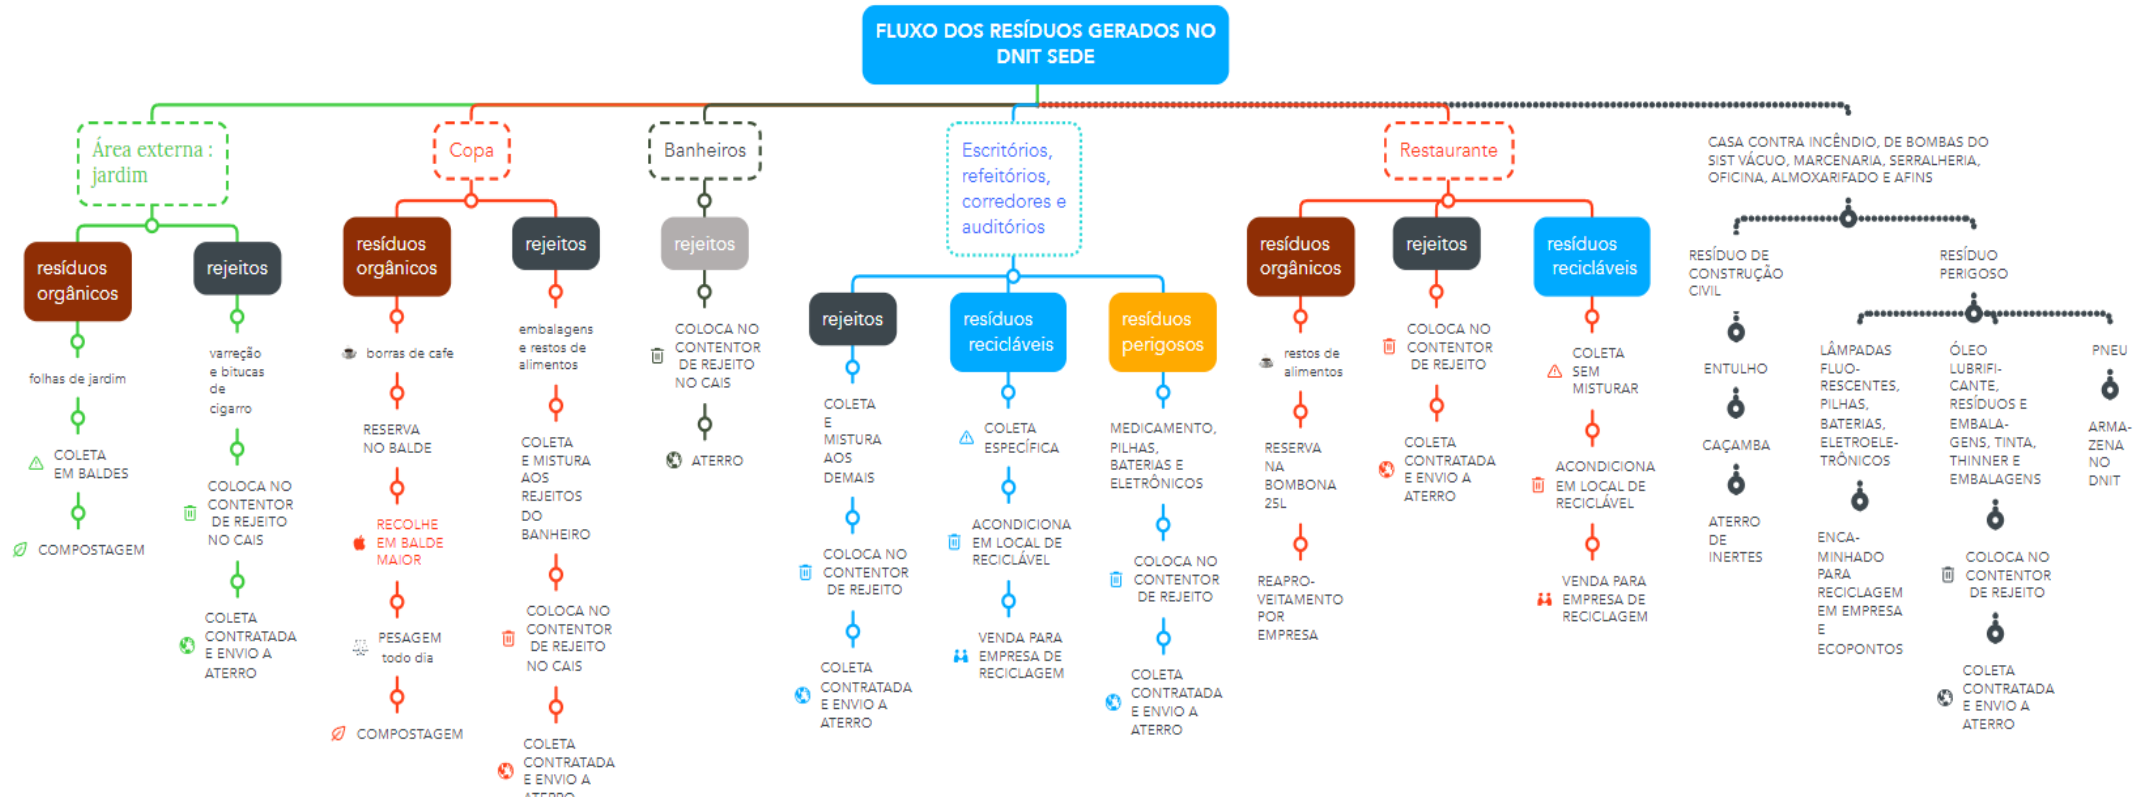 FLUXO DOS RESÍDUOS GERADOS NO
DNIT SEDE
Área externa :
jardim
resíduos
orgânicos
folhas de jardim
COLETA
EM BALDES
COMPOSTAGEM
rejeitos
varreção
e bitucas
de
cigarro
COLOCA NO
CONTENTOR
DE REJEITO
NO CAIS
COLETA
CONTRATADA
E ENVIO A
ATERRO
Copa
resíduos
orgânicos
borras de cafe
RESERVA
NO BALDE
RECOLHE
EM BALDE
MAIOR
PESAGEM
todo dia
COMPOSTAGEM
rejeitos
embalagens
e restos de
alimentos
COLETA
E MISTURA
AOS
REJEITOS
DO
BANHEIRO
COLOCA NO
CONTENTOR
DE REJEITO
NO CAIS
COLETA
CONTRATADA
E ENVIO A
ATERRO
Banheiros
rejeitos
COLOCA NO
CONTENTOR
DE REJEITO
NO CAIS
ATERRO
Escritórios,
refeitórios,
corredores e
auditórios
rejeitos
COLETA
E
MISTURA
AOS
DEMAIS
COLOCA NO
CONTENTOR
DE REJEITO
COLETA
CONTRATADA
E ENVIO A
ATERRO
resíduos
recicláveis
COLETA
ESPECÍFICA
ACONDICIONA
EM LOCAL DE
RECICLÁVEL
VENDA PARA
EMPRESA DE
RECICLAGEM
resíduos
perigosos
MEDICAMENTO,
PILHAS,
BATERIAS E
ELETRÔNICOS
COLOCA NO
CONTENTOR
DE REJEITO
COLETA
CONTRATADA
E ENVIO A
ATERRO
Restaurante
resíduos
orgânicos
restos de
alimentos
RESERVA
NA
BOMBONA
25L
REAPRO-
VEITAMENTO
POR
EMPRESA
rejeitos
COLOCA NO
CONTENTOR
DE REJEITO
COLETA
CONTRATADA
E ENVIO A
ATERRO
resíduos
recicláveis
COLETA
SEM
MISTURAR
ACONDICIONA
EM LOCAL DE
RECICLÁVEL
VENDA PARA
EMPRESA DE
RECICLAGEM
CASA CONTRA INCÊNDIO, DE BOMBAS DO
SIST VÁCUO, MARCENARIA, SERRALHERIA,
OFICINA, ALMOXARIFADO E AFINS
RESÍDUO DE
CONSTRUÇÃO
CIVIL
ENTULHO
CAÇAMBA
ATERRO
DE
INERTES
RESÍDUO
PERIGOSO
LÂMPADAS
FLUO-
RESCENTES,
PILHAS,
BATERIAS,
ELETROELE-
TRÔNICOS
ENCA-
MINHADO
PARA
RECICLAGEM
EM EMPRESA
E
ECOPONTOS
ÓLEO
LUBRIFI-
CANTE,
RESÍDUOS E
EMBALA-
GENS, TINTA,
THINNER E
EMBALAGENS
COLOCA NO
CONTENTOR
DE REJEITO
COLETA
CONTRATADA
E ENVIO A
ATERRO
PNEU
ARMA-
ZENA
NO
DNIT